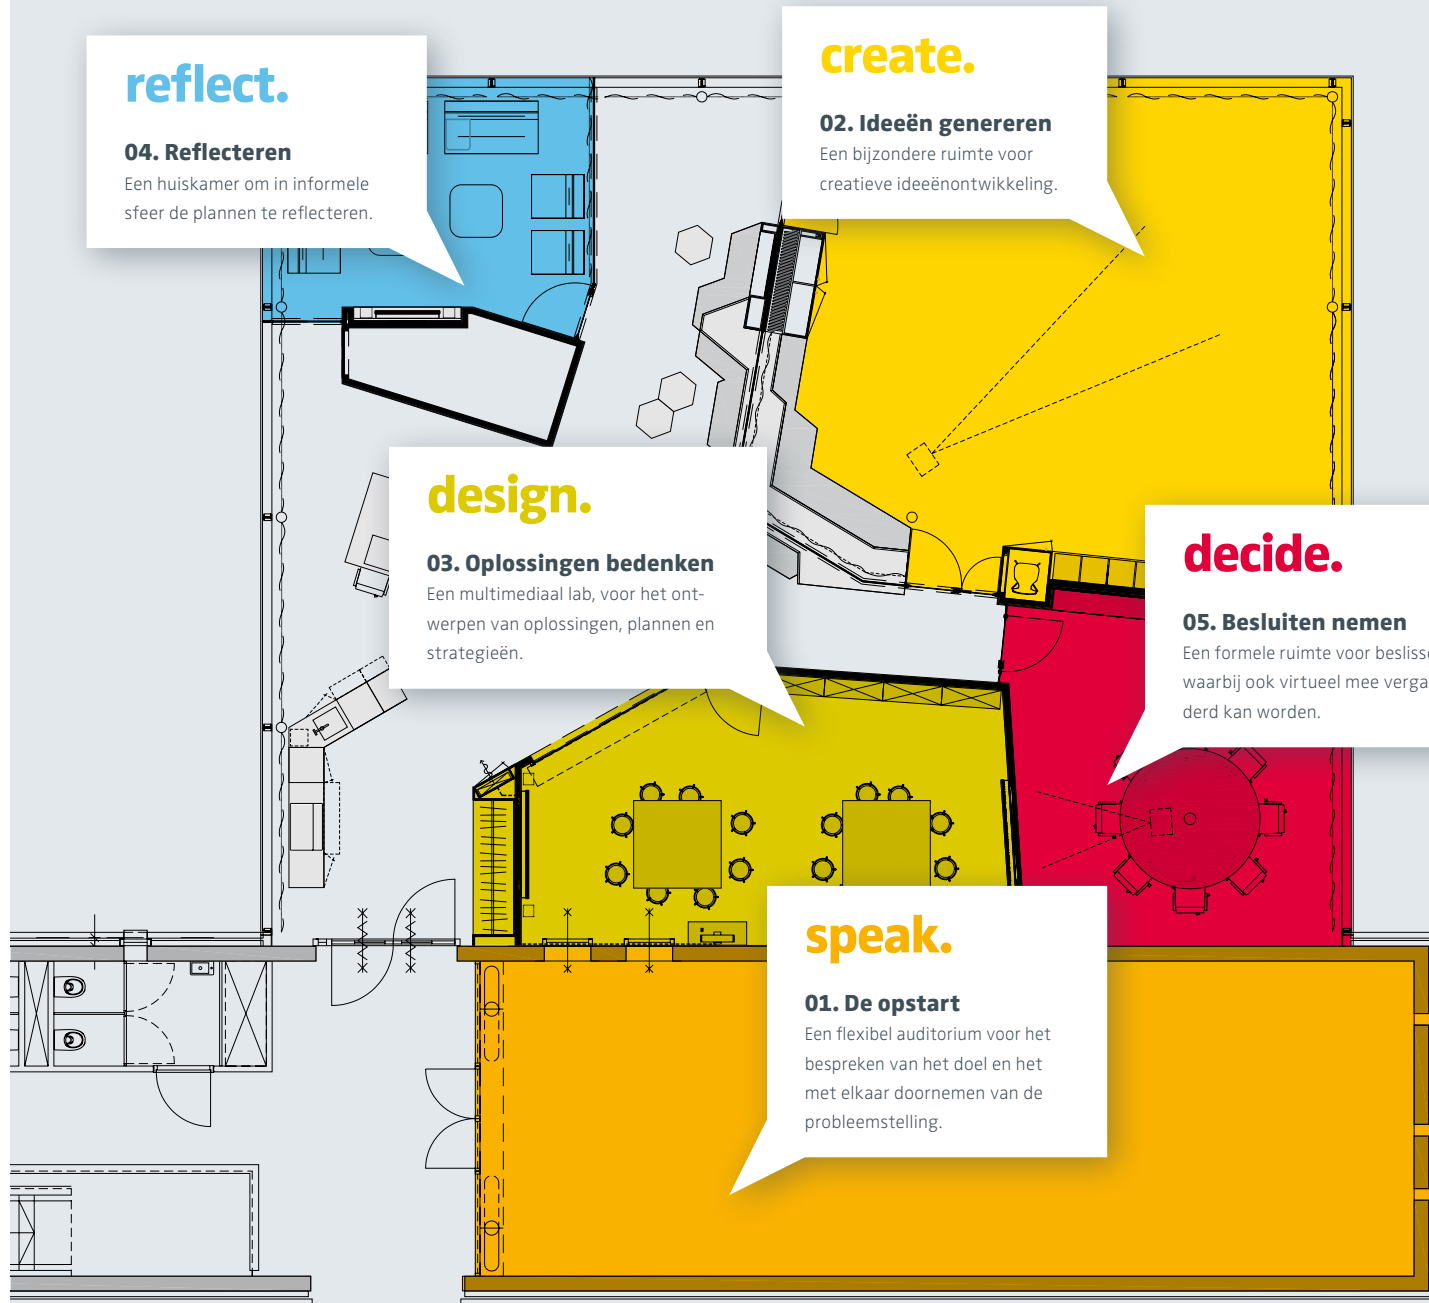 reflect.
04. Reflecteren
Een huiskamer om in informele
sfeer de plannen te reflecteren.
create.
02. Ideeën genereren
Een bijzondere ruimte voor
creatieve ideeënontwikkeling.
design.
03. Oplossingen bedenken
Een multimediaal lab, voor het ont-
werpen van oplossingen, plannen en
strategieën.
decide.
05. Besluiten nemen
Een formele ruimte voor
waarbij ook virtueel mee
derd kan worden.
speak.
01. De opstart
Een flexibel auditorium voor het
bespreken van het doel en het
met elkaar doornemen van de
probleemstelling.